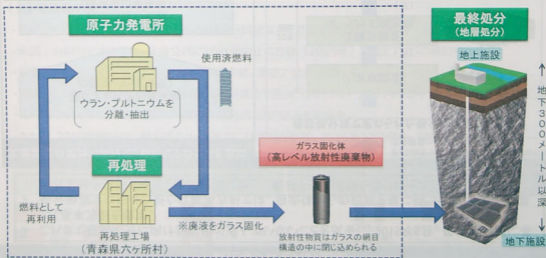 原子力発電所
使用済燃料
ウラン・プルトニウムを
分離・抽出
再処理
燃料として
再利用
再処理工場
（青森県六ヶ所村）
※廃液をガラス固化
ガラス固化体
（高レベル放射性廃棄物）
放射性物質はガラスの網目
構造の中に閉じ込められる
最終処分
（地層処分）
地上施設
地下300メートル以深
地下施設